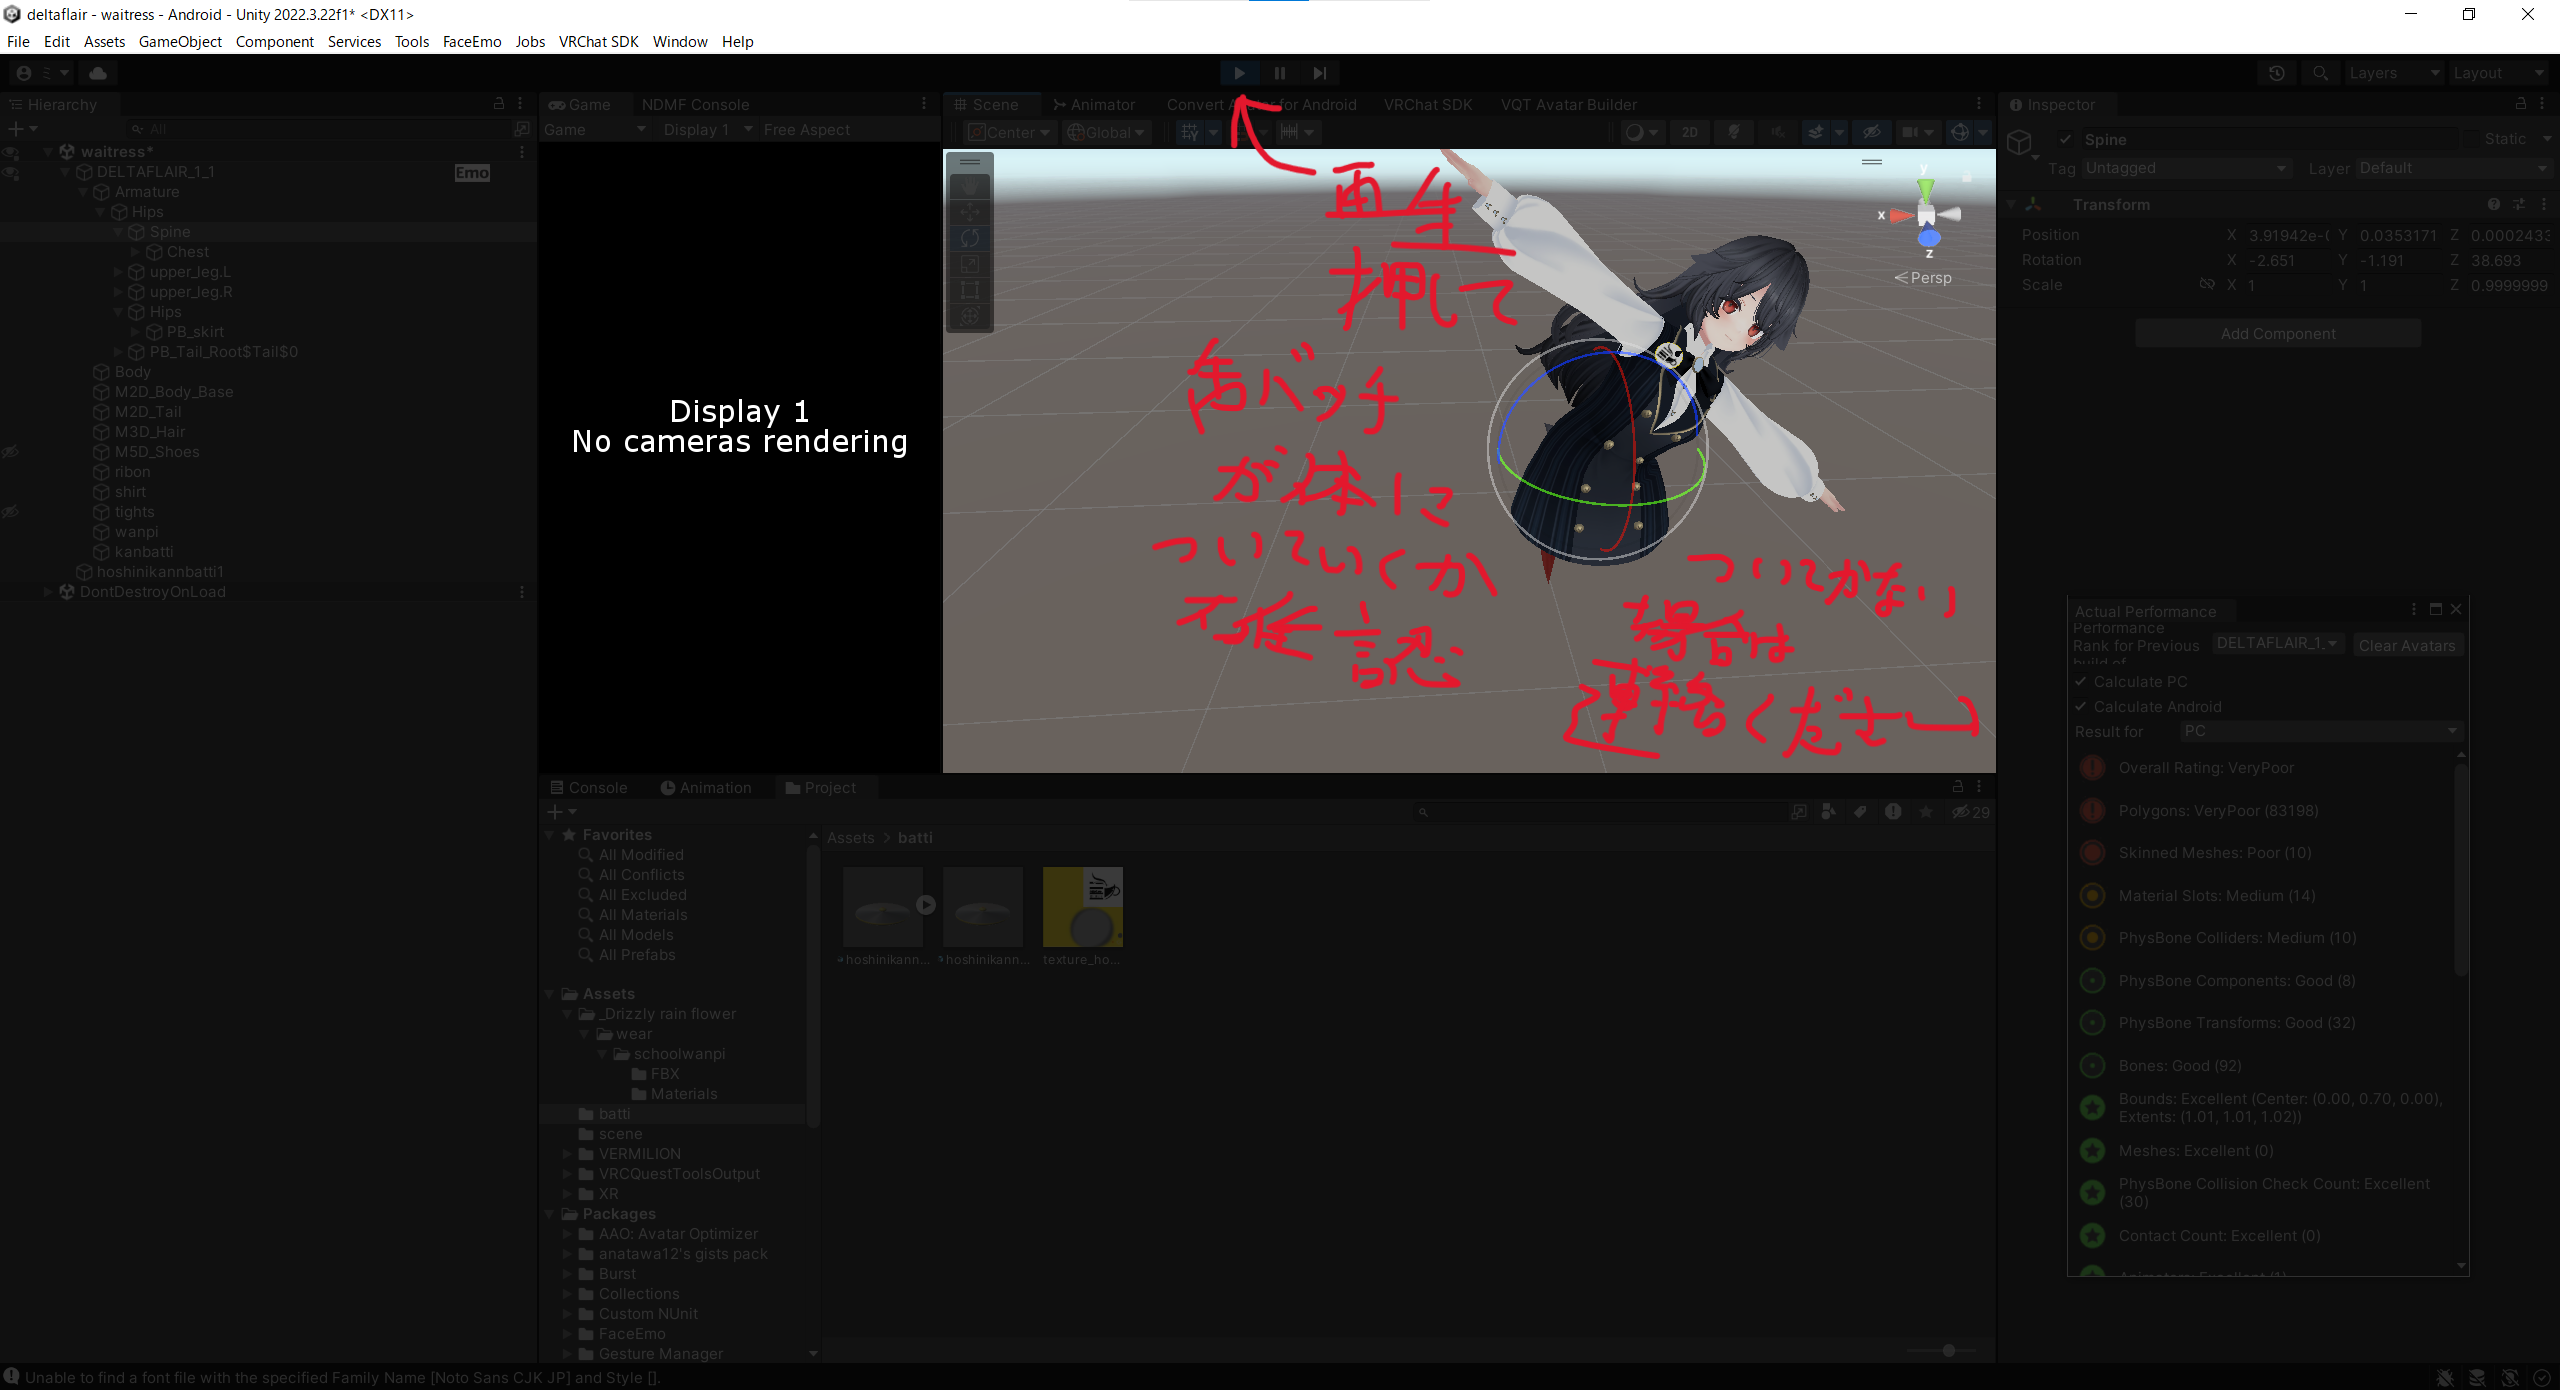 deltaflair - waitress - Android - Unity 2022.3.22f1* <DX11>
File Edit Assets GameObject Component Services Tools FaceEmo Jobs VRChat SDK Window Help
Layers Layout
Hierarchy
All
waitress*
DELTAFLAIR_1_1 Emo
Armature
Hips
Spine
Chest
upper_leg.L
upper_leg.R
Hips
PB_skirt
PB_Tail_Root$Tail$0
Body
M2D_Body_Base
M2D_Tail
M3D_Hair
M5D_Shoes
ribon
shirt
tights
wanpi
kanbatti
hoshinikannbatti1
DontDestroyOnLoad
Game NDMF Console
Game Display 1 Free Aspect
Display 1
No cameras rendering
Scene Animator Convert Avatar for Android VRChat SDK VQT Avatar Builder
Center Global 2D
y
x
z
Persp
再生
押して
缶バッチ
が体に
ついていくか
確認
ついてかない
場合は
連絡ください
Inspector
Spine Static
Tag Untagged Layer Default
Transform
Position X 3.91942e-( Y 0.0353171 Z 0.0002433
Rotation X -2.651 Y -1.191 Z 38.693
Scale X 1 Y 1 Z 0.9999999
Add Component
Actual Performance
Performance
Rank for Previous DELTAFLAIR_1_ Clear Avatars
build of
Calculate PC
Calculate Android
Result for PC
Overall Rating: VeryPoor
Polygons: VeryPoor (83198)
Skinned Meshes: Poor (10)
Material Slots: Medium (14)
PhysBone Colliders: Medium (10)
PhysBone Components: Good (8)
PhysBone Transforms: Good (32)
Bones: Good (92)
Bounds: Excellent (Center: (0.00, 0.70, 0.00),
Extents: (1.01, 1.01, 1.02))
Meshes: Excellent (0)
PhysBone Collision Check Count: Excellent
(30)
Contact Count: Excellent (0)
Animators: Excellent (1)
Console Animation Project
29
Favorites
All Modified
All Conflicts
All Excluded
All Materials
All Models
All Prefabs
Assets
_Drizzly rain flower
wear
schoolwanpi
FBX
Materials
batti
scene
VERMILION
VRCQuestToolsOutput
XR
Packages
AAO: Avatar Optimizer
anatawa12's gists pack
Burst
Collections
Custom NUnit
FaceEmo
Gesture Manager
Assets > batti
hoshinikann... hoshinikann... texture_ho...
Unable to find a font file with the specified Family Name [Noto Sans CJK JP] and Style [].